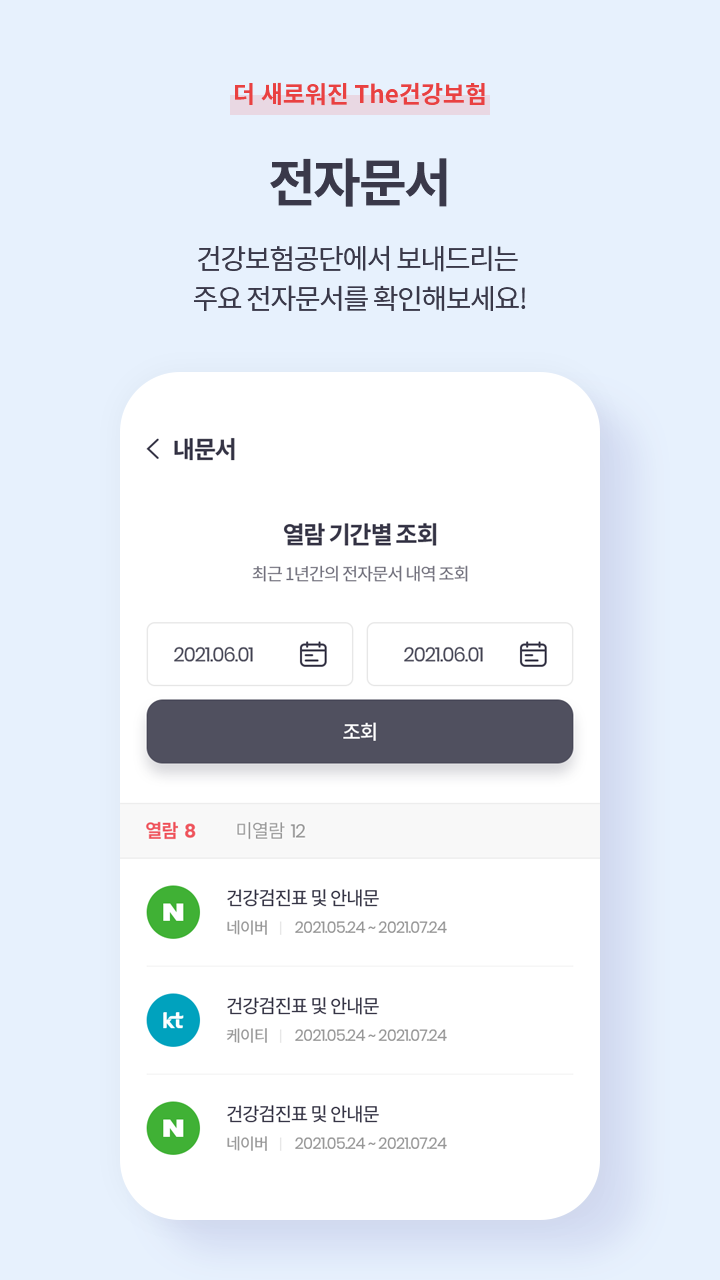 더 새로워진 The건강보험
전자문서
건강보험공단에서 보내드리는
주요 전자문서를 확인해보세요!
내문서
열람 기간별 조회
최근 1년간의 전자문서 내역 조회
2021.06.01 2021.06.01
조회
열람 8 미열람 12
N
건강검진표 및 안내문
네이버 | 2021.05.24 ~ 2021.07.24
kt
건강검진표 및 안내문
케이티 | 2021.05.24 ~ 2021.07.24
N
건강검진표 및 안내문
네이버 | 2021.05.24 ~ 2021.07.24